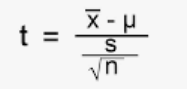 t = x̄ - μ
s
√n